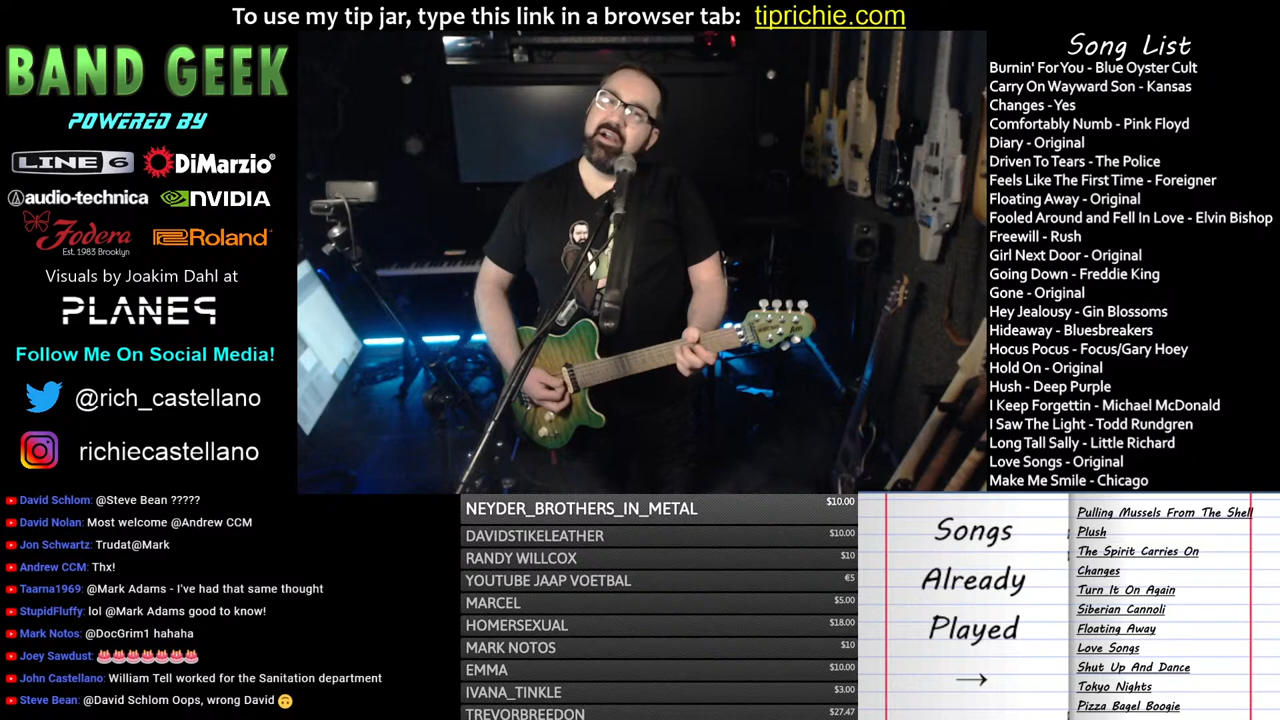 To use my tip jar, type this link in a browser tab: tiprichie.com
BAND GEEK
POWERED BY
LINE 6
DiMarzio
audio-technica
NVIDIA
Fodera
Est. 1983 Brooklyn
Roland
Visuals by Joakim Dahl at
PLANE9
Follow Me On Social Media!
@rich_castellano
richiecastellano
Song List
Burnin' For You - Blue Oyster Cult
Carry On Wayward Son - Kansas
Changes - Yes
Comfortably Numb - Pink Floyd
Diary - Original
Driven To Tears - The Police
Feels Like The First Time - Foreigner
Floating Away - Original
Fooled Around and Fell In Love - Elvin Bishop
Freewill - Rush
Girl Next Door - Original
Going Down - Freddie King
Gone - Original
Hey Jealousy - Gin Blossoms
Hideaway - Bluesbreakers
Hocus Pocus - Focus/Gary Hoey
Hold On - Original
Hush - Deep Purple
I Keep Forgettin - Michael McDonald
I Saw The Light - Todd Rundgren
Long Tall Sally - Little Richard
Love Songs - Original
Make Me Smile - Chicago
David Schlom: @Steve Bean ?????
David Nolan: Most welcome @Andrew CCM
Jon Schwartz: Trudat@Mark
Andrew CCM: Thx!
Taarna1969: @Mark Adams - I've had that same thought
StupidFluffy: lol @Mark Adams good to know!
Mark Notos: @DocGrim1 hahaha
Joey Sawdust: 🎂🎂🎂🎂🎂🎂🎂
John Castellano: William Tell worked for the Sanitation department
Steve Bean: @David Schlom Oops, wrong David 🙃
NEYDER_BROTHERS_IN_METAL $10.00
DAVIDSTIKELEATHER $10.00
RANDY WILLCOX $10
YOUTUBE JAAP VOETBAL €5
MARCEL $5.00
HOMERSEXUAL $18.00
MARK NOTOS $10
EMMA $10.00
IVANA_TINKLE $3.00
TREVORBREEDON $27.47
Songs
Already
Played
→
Pulling Mussels From The Shell
Plush
The Spirit Carries On
Changes
Turn It On Again
Siberian Cannoli
Floating Away
Love Songs
Shut Up And Dance
Tokyo Nights
Pizza Bagel Boogie